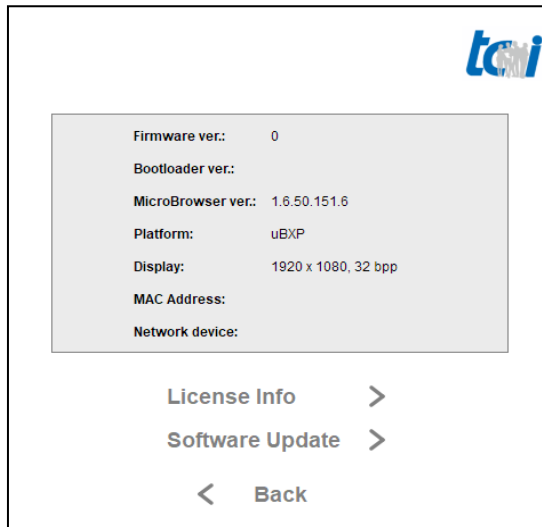 tci
Firmware ver.: 0
Bootloader ver.:
MicroBrowser ver.: 1.6.50.151.6
Platform: uBXP
Display: 1920 x 1080, 32 bpp
MAC Address:
Network device:
License Info >
Software Update >
< Back